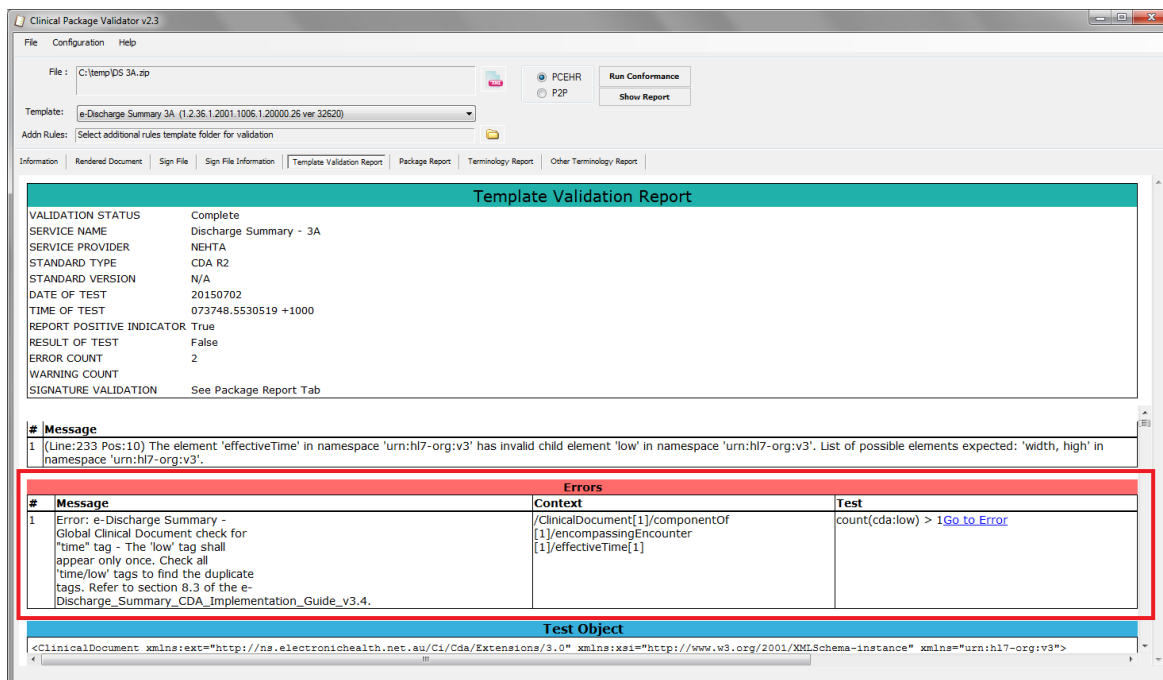 Clinical Package Validator v2.3
File Configuration Help
File : C:\temp\DS 3A.zip
PCEHR
Run Conformance
P2P
Show Report
Template: e-Discharge Summary 3A (1.2.36.1.2001.1006.1.20000.26 ver 32620)
Addn Rules: Select additional rules template folder for validation
Information Rendered Document Sign File Sign File Information Template Validation Report Package Report Terminology Report Other Terminology Report
Template Validation Report
VALIDATION STATUS Complete
SERVICE NAME Discharge Summary - 3A
SERVICE PROVIDER NEHTA
STANDARD TYPE CDA R2
STANDARD VERSION N/A
DATE OF TEST 20150702
TIME OF TEST 073748.5530519 +1000
REPORT POSITIVE INDICATOR True
RESULT OF TEST False
ERROR COUNT 2
WARNING COUNT
SIGNATURE VALIDATION See Package Report Tab
# Message
1 (Line:233 Pos:10) The element 'effectiveTime' in namespace 'urn:hl7-org:v3' has invalid child element 'low' in namespace 'urn:hl7-org:v3'. List of possible elements expected: 'width, high' in
namespace 'urn:hl7-org:v3'.
Errors
# Message Context Test
1 Error: e-Discharge Summary - /ClinicalDocument[1]/componentOf count(cda:low) > 1Go to Error
Global Clinical Document check for [1]/encompassingEncounter
"time" tag - The 'low' tag shall [1]/effectiveTime[1]
appear only once. Check all
'time/low' tags to find the duplicate
tags. Refer to section 8.3 of the e-
Discharge_Summary_CDA_Implementation_Guide_v3.4.
Test Object
<ClinicalDocument xmlns:ext="http://ns.electronichealth.net.au/Ci/Cda/Extensions/3.0" xmlns:xsi="http://www.w3.org/2001/XMLSchema-instance" xmlns="urn:hl7-org:v3">